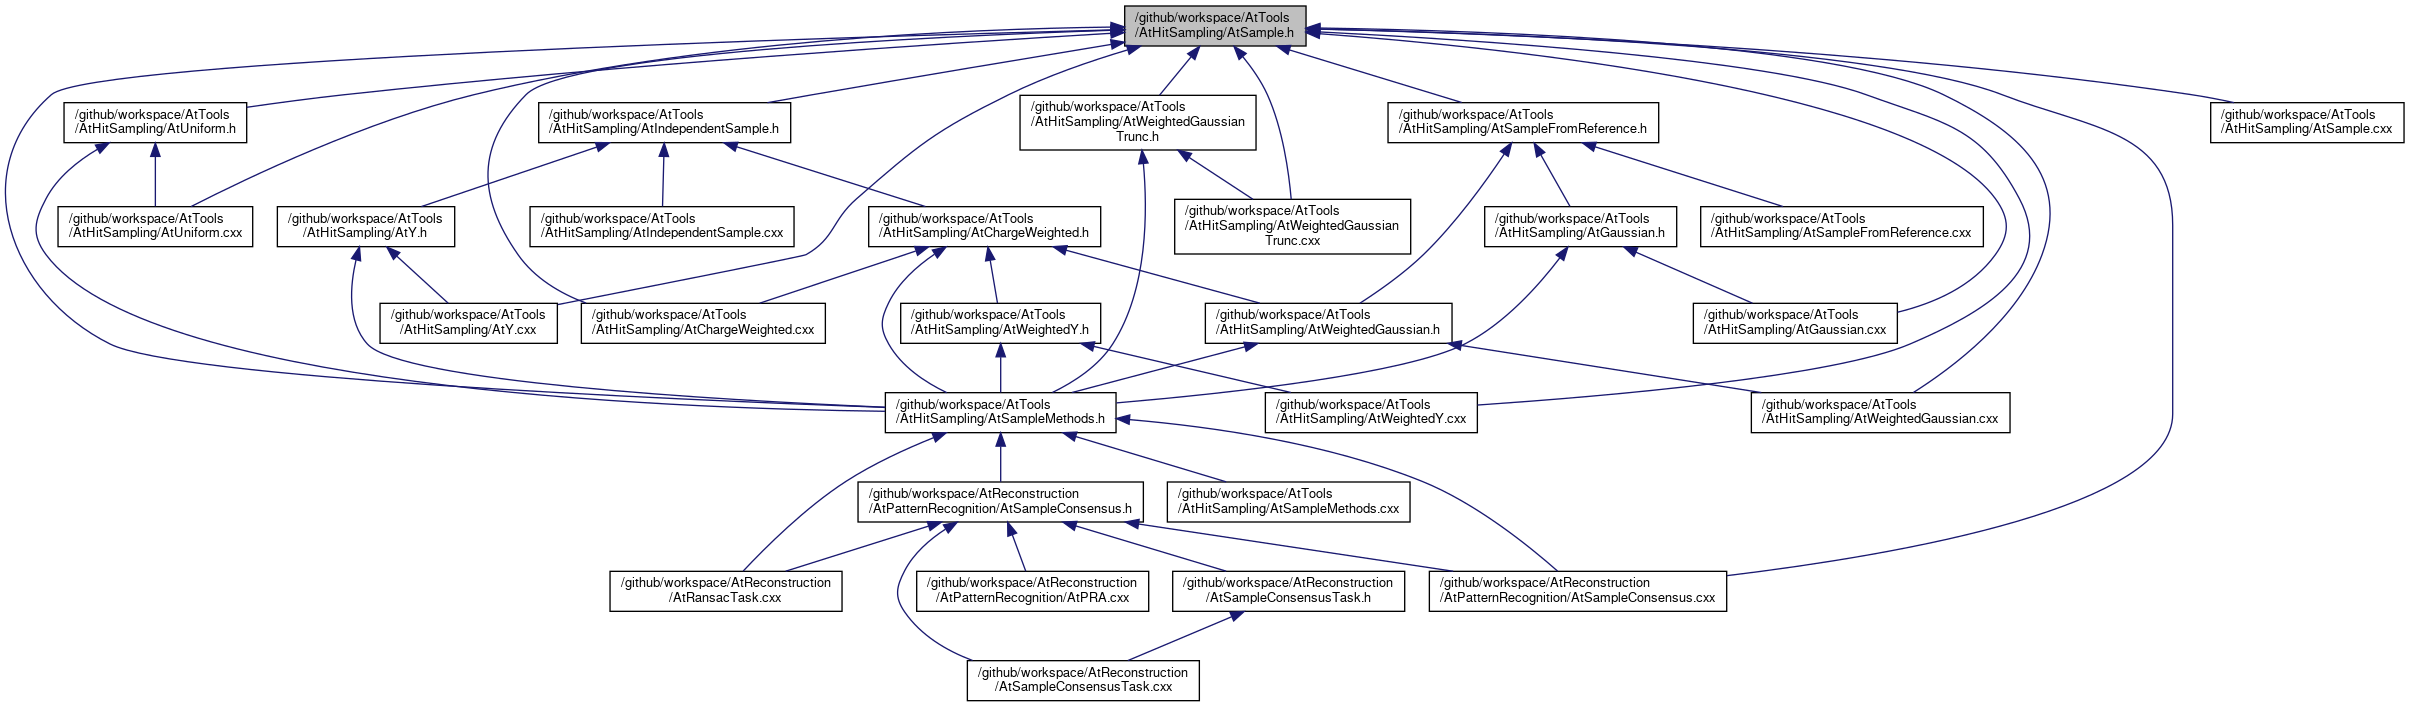 /github/workspace/AtTools
/AtHitSampling/AtSample.h
/github/workspace/AtTools
/AtHitSampling/AtUniform.h
/github/workspace/AtTools
/AtHitSampling/AtIndependentSample.h
/github/workspace/AtTools
/AtHitSampling/AtWeightedGaussian
Trunc.h
/github/workspace/AtTools
/AtHitSampling/AtSampleFromReference.h
/github/workspace/AtTools
/AtHitSampling/AtSample.cxx
/github/workspace/AtTools
/AtHitSampling/AtUniform.cxx
/github/workspace/AtTools
/AtHitSampling/AtY.h
/github/workspace/AtTools
/AtHitSampling/AtIndependentSample.cxx
/github/workspace/AtTools
/AtHitSampling/AtChargeWeighted.h
/github/workspace/AtTools
/AtHitSampling/AtWeightedGaussian
Trunc.cxx
/github/workspace/AtTools
/AtHitSampling/AtGaussian.h
/github/workspace/AtTools
/AtHitSampling/AtSampleFromReference.cxx
/github/workspace/AtTools
/AtHitSampling/AtY.cxx
/github/workspace/AtTools
/AtHitSampling/AtChargeWeighted.cxx
/github/workspace/AtTools
/AtHitSampling/AtWeightedY.h
/github/workspace/AtTools
/AtHitSampling/AtWeightedGaussian.h
/github/workspace/AtTools
/AtHitSampling/AtGaussian.cxx
/github/workspace/AtTools
/AtHitSampling/AtSampleMethods.h
/github/workspace/AtTools
/AtHitSampling/AtWeightedY.cxx
/github/workspace/AtTools
/AtHitSampling/AtWeightedGaussian.cxx
/github/workspace/AtReconstruction
/AtPatternRecognition/AtSampleConsensus.h
/github/workspace/AtTools
/AtHitSampling/AtSampleMethods.cxx
/github/workspace/AtReconstruction
/AtRansacTask.cxx
/github/workspace/AtReconstruction
/AtPatternRecognition/AtPRA.cxx
/github/workspace/AtReconstruction
/AtSampleConsensusTask.h
/github/workspace/AtReconstruction
/AtPatternRecognition/AtSampleConsensus.cxx
/github/workspace/AtReconstruction
/AtSampleConsensusTask.cxx